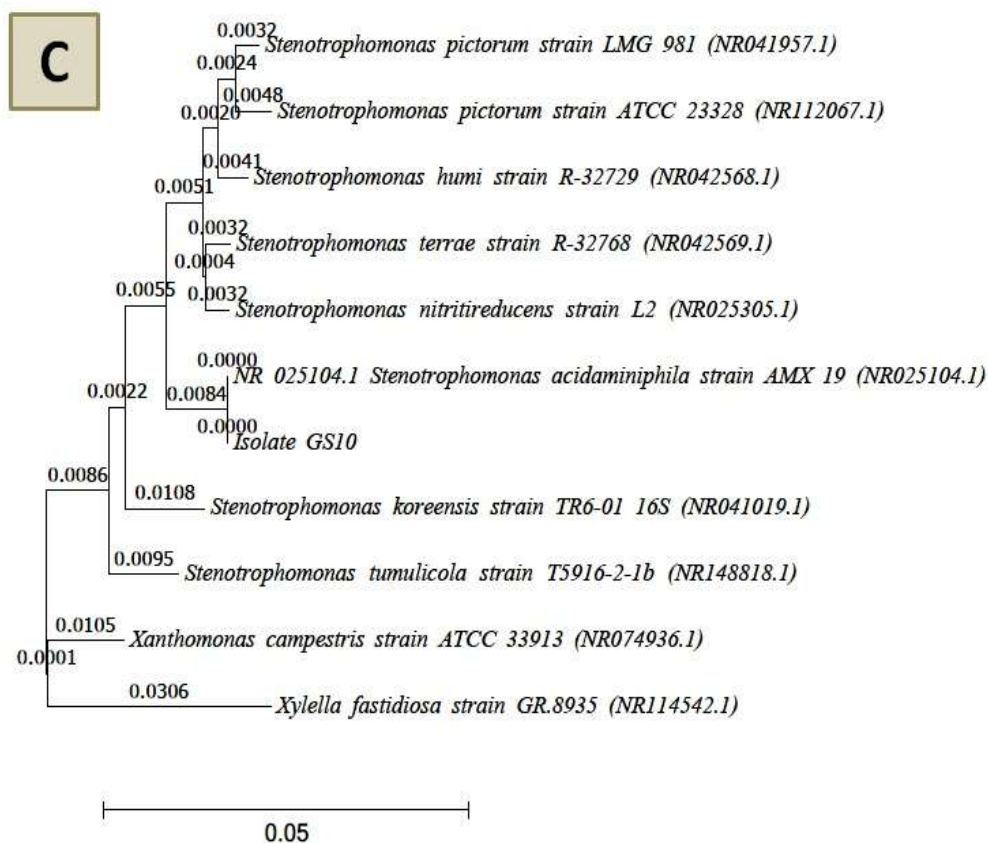 C
0.0032
Stenotrophomonas pictorum strain LMG 981 (NR041957.1)
0.0024
0.0048
Stenotrophomonas pictorum strain ATCC 23328 (NR112067.1)
0.0020
0.0041
Stenotrophomonas humi strain R-32729 (NR042568.1)
0.0051
0.0032
Stenotrophomonas terrae strain R-32768 (NR042569.1)
0.0004
0.0055
0.0032
Stenotrophomonas nitritireducens strain L2 (NR025305.1)
0.0000
NR 025104.1 Stenotrophomonas acidaminiphila strain AMX 19 (NR025104.1)
0.0022
0.0084
0.0000
Isolate GS10
0.0086
0.0108
Stenotrophomonas koreensis strain TR6-01 16S (NR041019.1)
0.0095
Stenotrophomonas tumulicola strain T5916-2-1b (NR148818.1)
0.0105
Xanthomonas campestris strain ATCC 33913 (NR074936.1)
0.0001
0.0306
Xylella fastidiosa strain GR.8935 (NR114542.1)
0.05